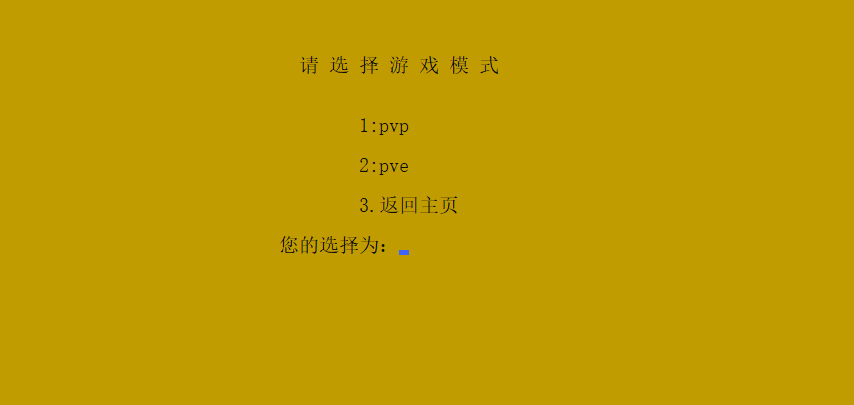 请 选 择 游 戏 模 式
1:pvp
2:pve
3.返回主页
您的选择为：